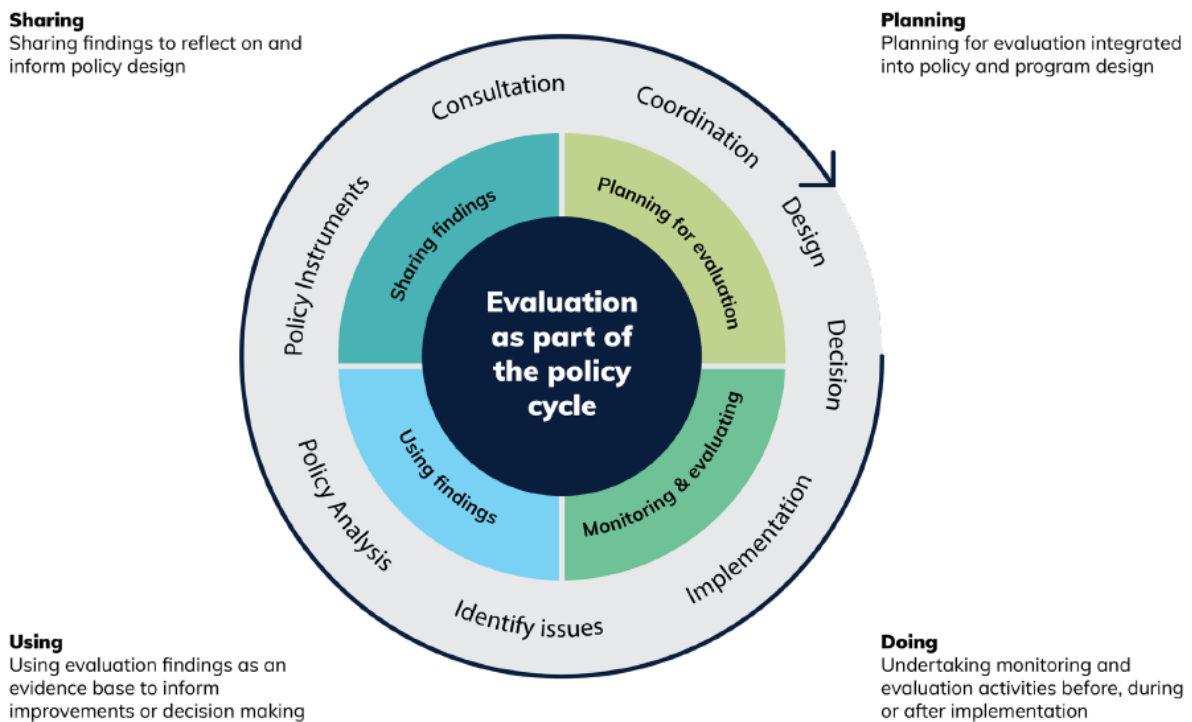 Sharing
Sharing findings to reflect on and
inform policy design
Planning
Planning for evaluation integrated
into policy and program design
Consultation
Coordination
Design
Decision
Implementation
Identify issues
Policy Analysis
Policy Instruments
Sharing findings
Planning for evaluation
Monitoring & evaluating
Using findings
Evaluation
as part of
the policy
cycle
Using
Using evaluation findings as an
evidence base to inform
improvements or decision making
Doing
Undertaking monitoring and
evaluation activities before, during
or after implementation